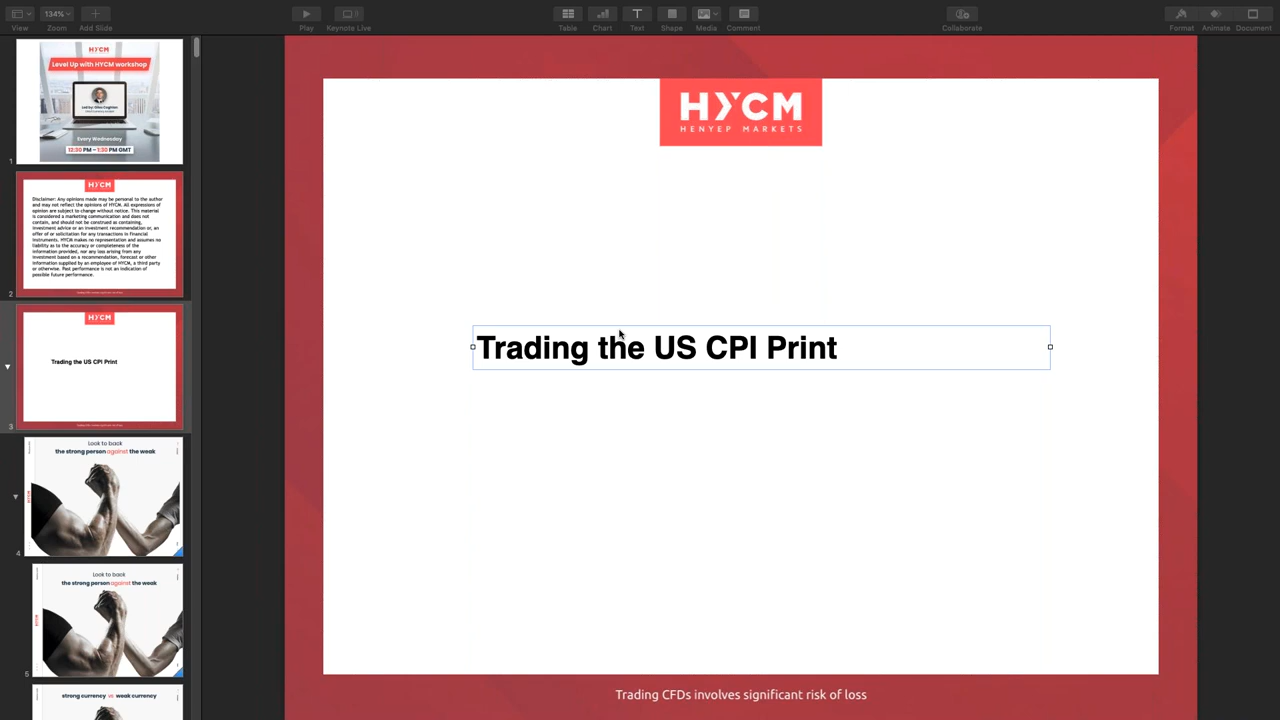 View
134%
Zoom
Add Slide
Play
Keynote Live
Table
Chart
Text
Shape
Media
Comment
Collaborate
Format
Animate
Document
HYCM
Level Up with HYCM workshop
Every Wednesday
12:30 PM – 1:30 PM GMT
1
HYCM
Disclaimer: Any opinions made may be personal to the author
and may not reflect the opinions of HYCM. All expressions of
opinion are subject to change without notice. This material
is considered a marketing communication and does not
contain, and should not be construed as containing,
investment advice or an investment recommendation or, an
offer of or solicitation for any transactions in financial
instruments. HYCM makes no representation and assumes no
liability as to the accuracy or completeness of the
information provided, nor any loss arising from any
investment based on a recommendation, forecast or other
information supplied by an employee of HYCM, a third party
or otherwise. Past performance is not an indication of
possible future performance.
2
HYCM
Trading the US CPI Print
3
Look to back
the strong person against the weak
HYCM
4
Look to back
the strong person against the weak
HYCM
5
strong currency vs weak currency
HYCM
HENYEP MARKETS
Trading the US CPI Print
Trading CFDs involves significant risk of loss